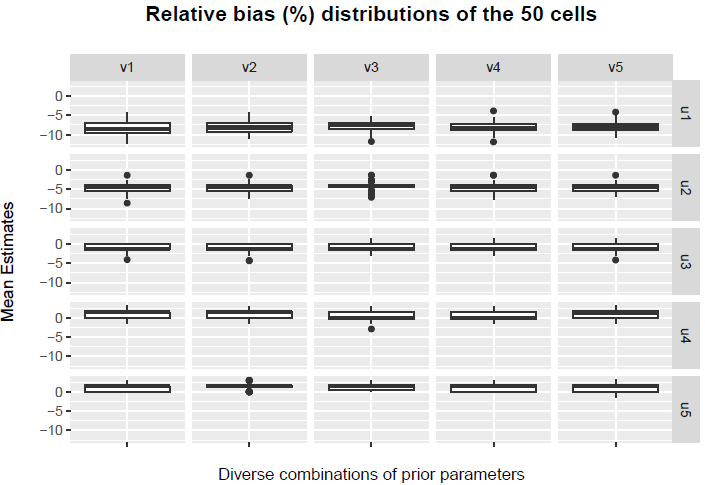 Relative bias (%) distributions of the 50 cells
v1 v2 v3 v4 v5
0
−5
−10
u1
0
−5
−10
u2
0
−5
−10
u3
0
−5
−10
u4
0
−5
−10
u5
Mean Estimates
Diverse combinations of prior parameters